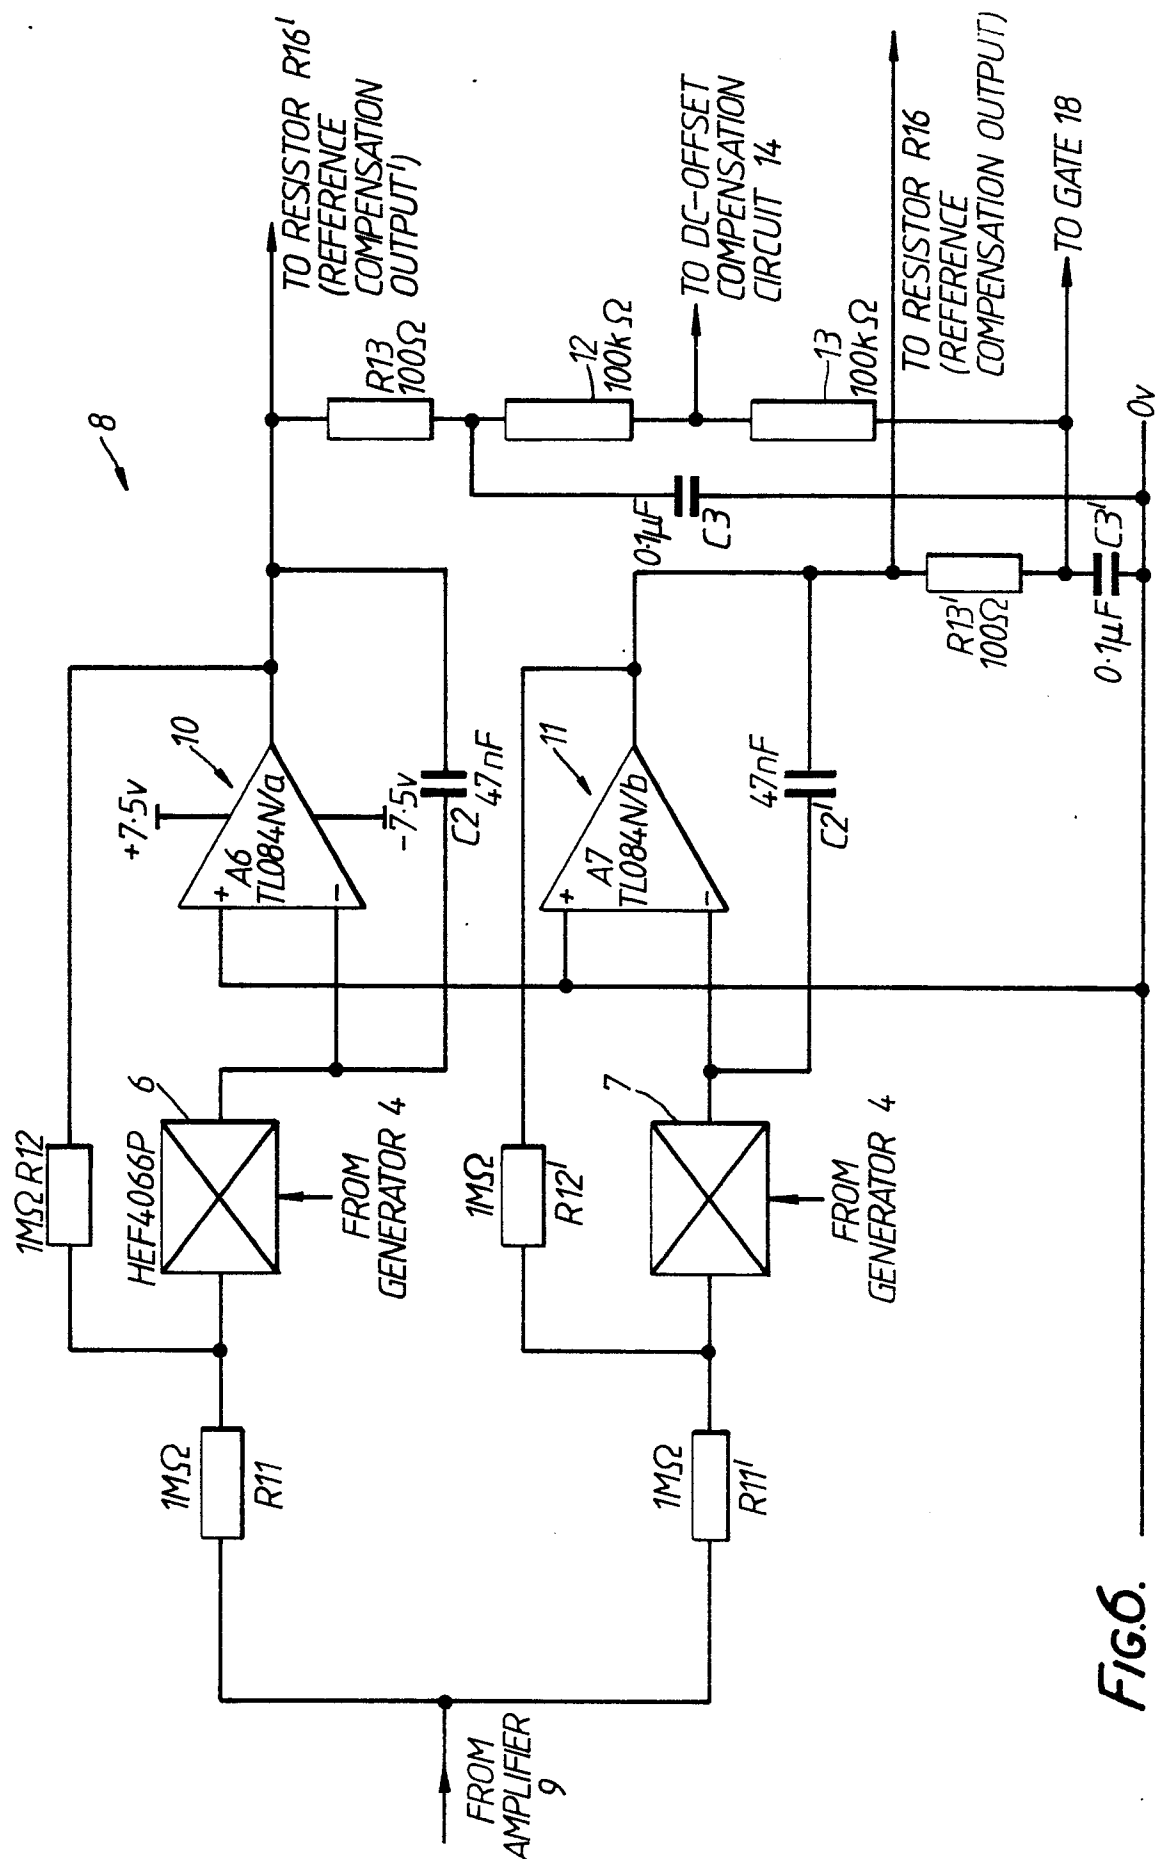 8
1MΩ R12
HEF4066P
6
FROM
GENERATOR 4
1MΩ
R11
+7·5v
10
A6
TL084N/a
+
-
-7·5v
C2
47nF
TO RESISTOR R16'
(REFERENCE
COMPENSATION
OUTPUT')
R13
100Ω
12
100kΩ
TO DC-OFFSET
COMPENSATION
CIRCUIT 14
13
100kΩ
0·1µF
C3
FROM
AMPLIFIER
9
1MΩ
R12'
7
FROM
GENERATOR 4
1MΩ
R11'
11
A7
TL084N/b
+
-
47nF
C2'
TO RESISTOR R16
(REFERENCE
COMPENSATION OUTPUT)
R13'
100Ω
TO GATE 18
0·1µF
C3'
0v
FIG.6.